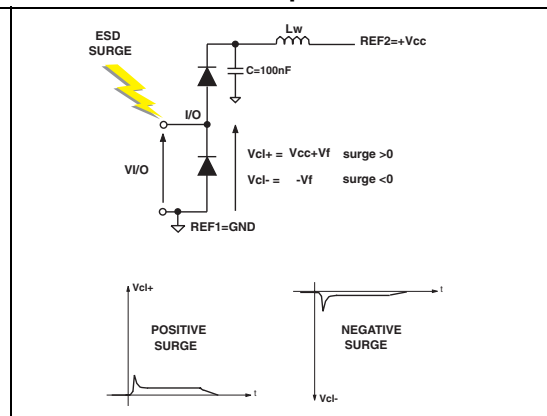 ESD
SURGE
Lw
REF2=+Vcc
C=100nF
I/O
VI/O
Vcl+ = Vcc+Vf surge >0
Vcl- = -Vf surge <0
REF1=GND
Vcl+
POSITIVE
SURGE
t
t
NEGATIVE
SURGE
Vcl-